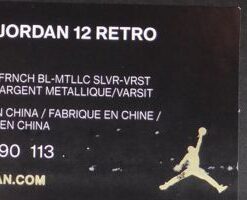 JORDAN 12 RETRO
FRNCH BL-MTLLC SLVR-VRST
ARGENT METALLIQUE/VARSIT
EN CHINA / FABRIQUE EN CHINE /
EN CHINA
90 113
AN.COM